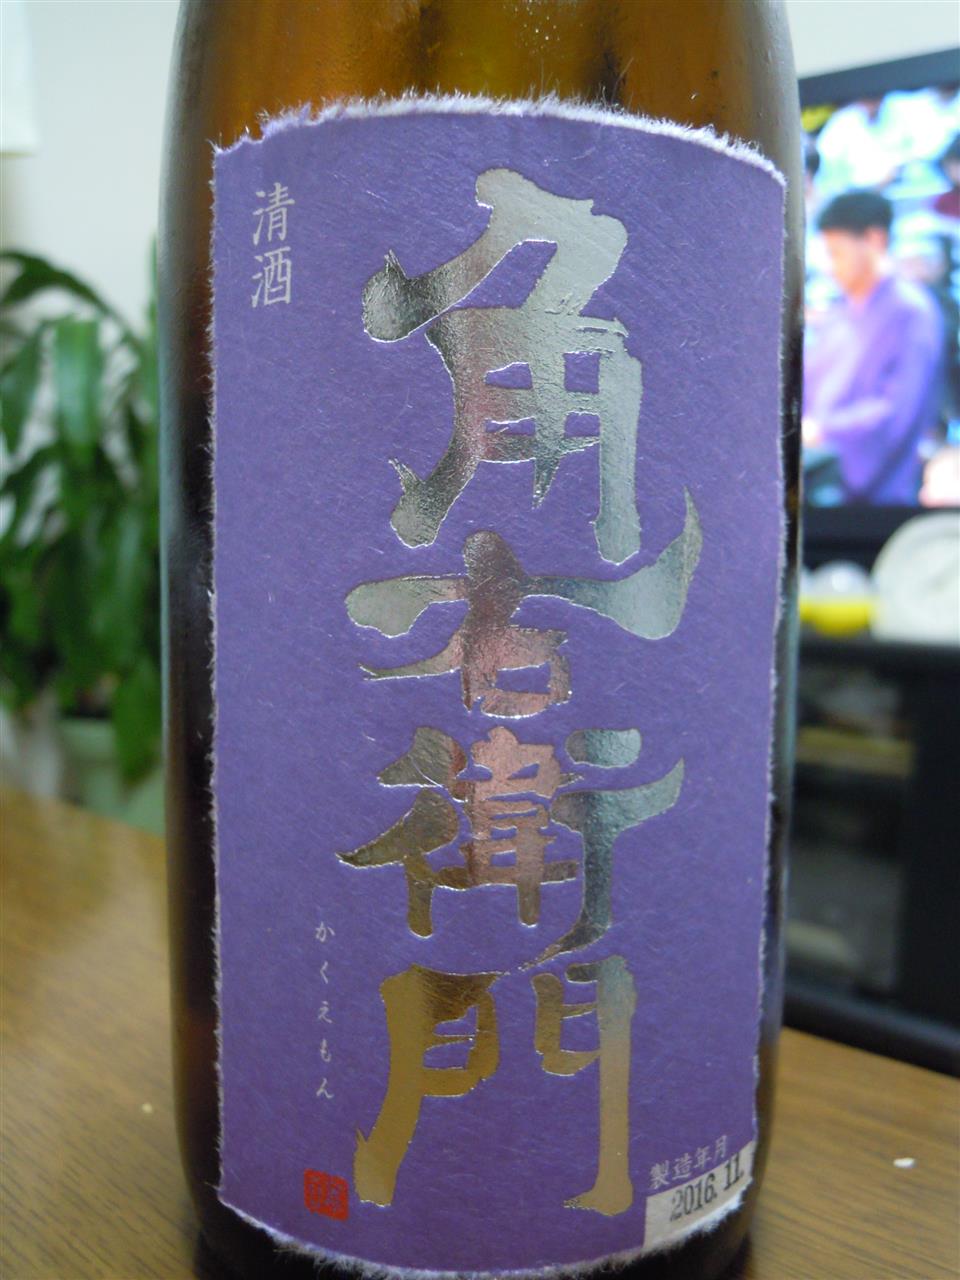 清酒
角右衛門
かくえもん
製造年月
2016.11.